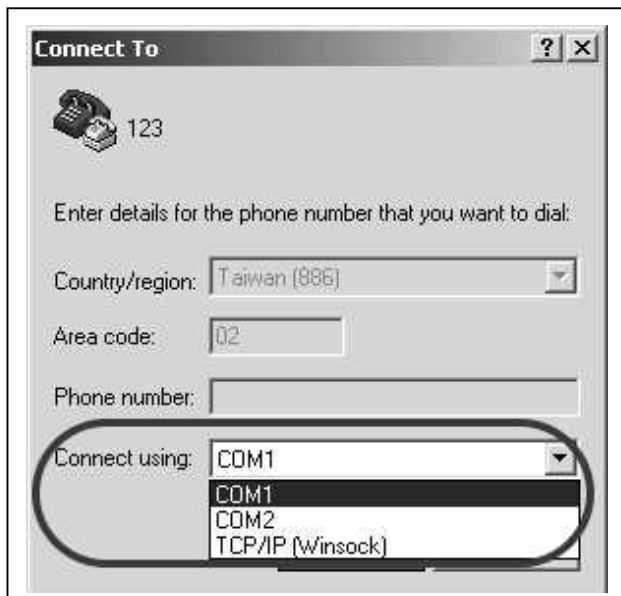 Connect To
123
Enter details for the phone number that you want to dial:
Country/region: Taiwan (886)
Area code: 02
Phone number:
Connect using: COM1
COM1
COM2
TCP/IP (Winsock)